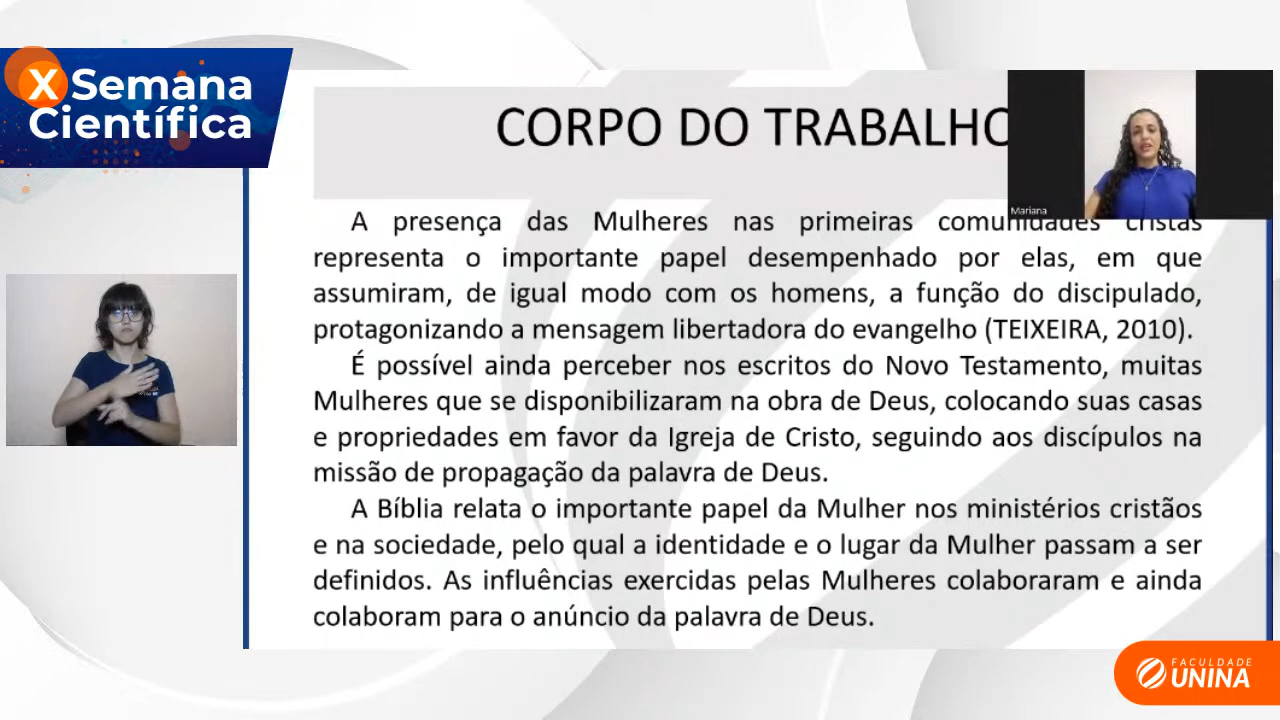 X Semana
Científica
CORPO DO TRABALHO
Mariana
A presença das Mulheres nas primeiras comunidades cristãs
representa o importante papel desempenhado por elas, em que
assumiram, de igual modo com os homens, a função do discipulado,
protagonizando a mensagem libertadora do evangelho (TEIXEIRA, 2010).
É possível ainda perceber nos escritos do Novo Testamento, muitas
Mulheres que se disponibilizaram na obra de Deus, colocando suas casas
e propriedades em favor da Igreja de Cristo, seguindo aos discípulos na
missão de propagação da palavra de Deus.
A Bíblia relata o importante papel da Mulher nos ministérios cristãos
e na sociedade, pelo qual a identidade e o lugar da Mulher passam a ser
definidos. As influências exercidas pelas Mulheres colaboraram e ainda
colaboram para o anúncio da palavra de Deus.
FACULDADE
UNINA